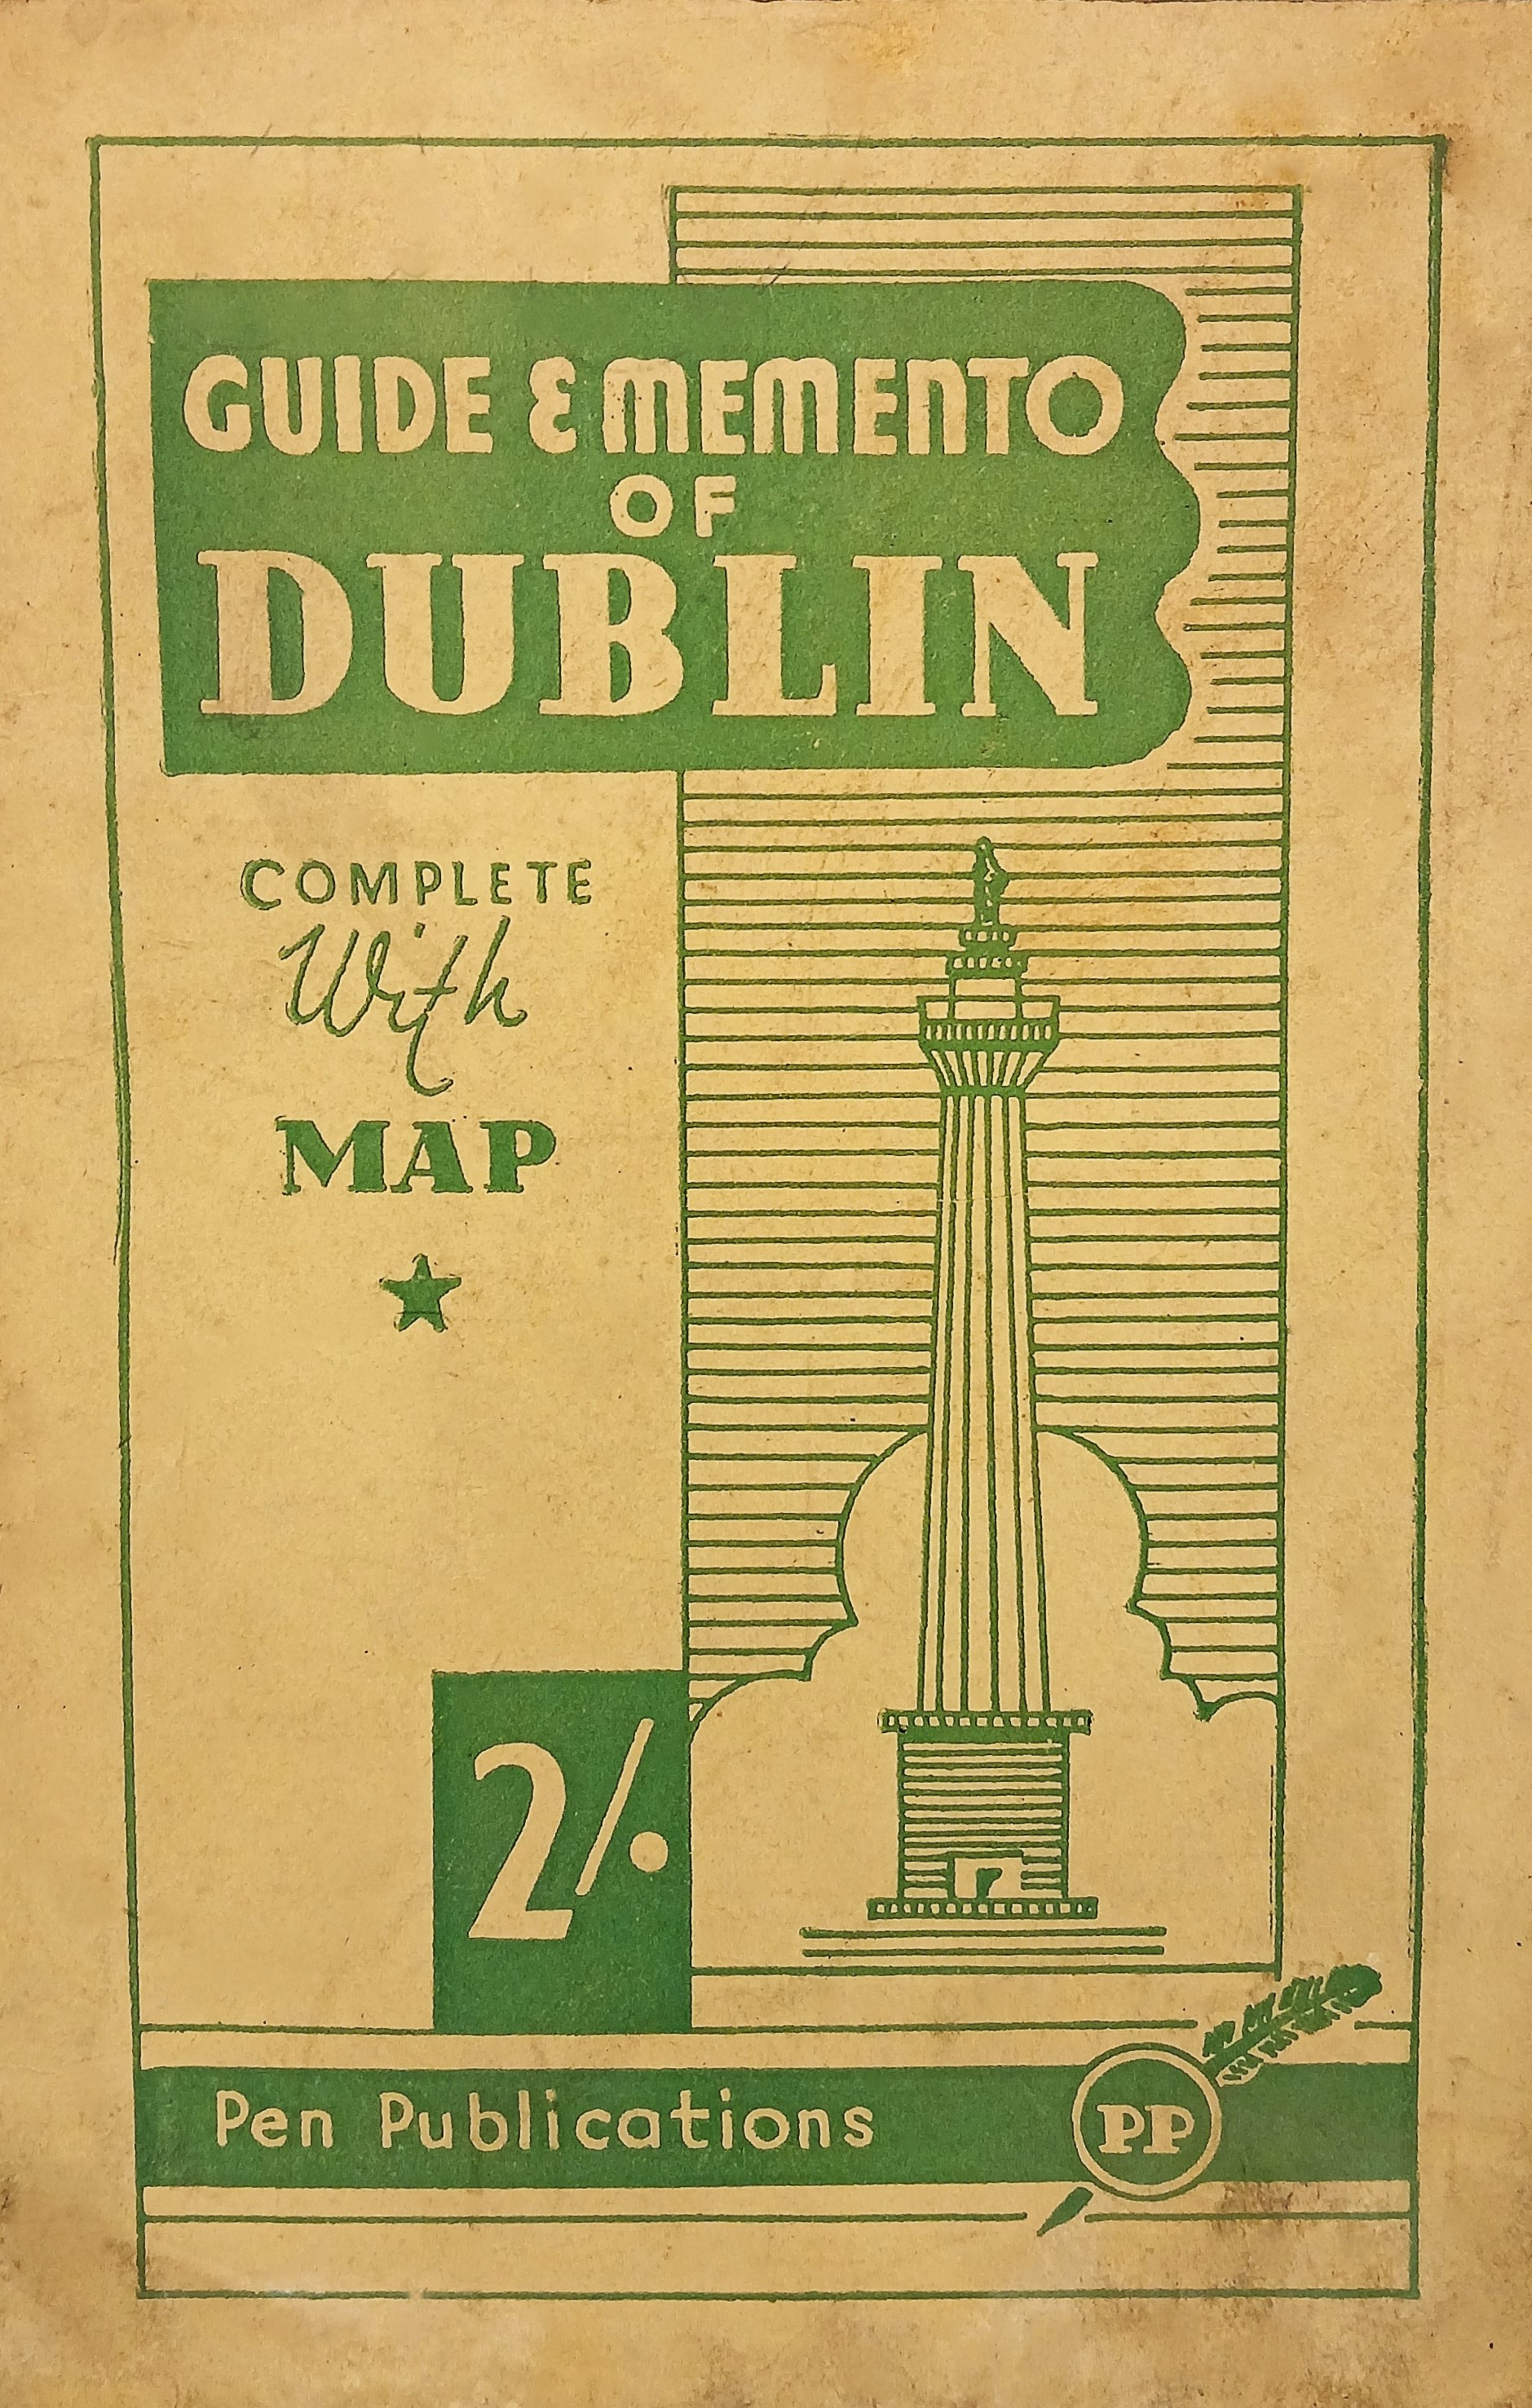 GUIDE & MEMENTO
OF
DUBLIN
COMPLETE
With
MAP
2/.
Pen Publications
PP